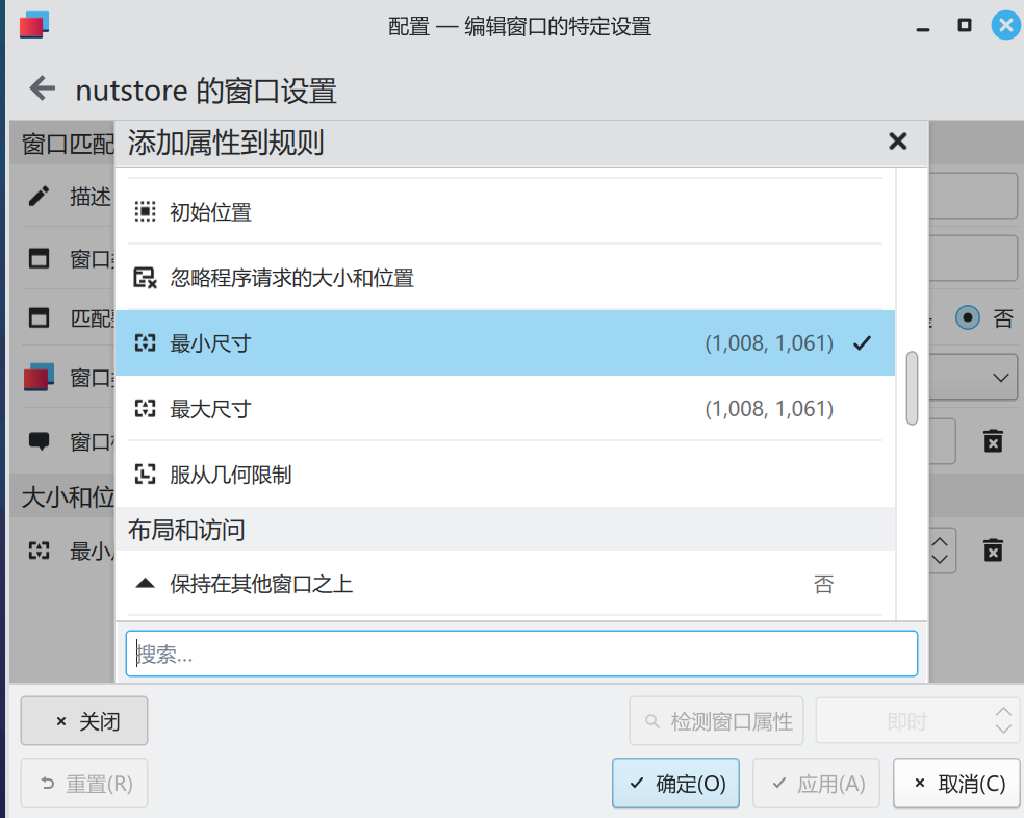 配置 — 编辑窗口的特定设置
nutstore 的窗口设置
窗口匹配
添加属性到规则
描述
初始位置
窗口
忽略程序请求的大小和位置
匹配
否
最小尺寸 (1,008, 1,061)
窗口
最大尺寸 (1,008, 1,061)
窗口
服从几何限制
大小和位
布局和访问
最小
保持在其他窗口之上 否
搜索...
关闭
检测窗口属性
即时
重置(R)
确定(O)
应用(A)
取消(C)